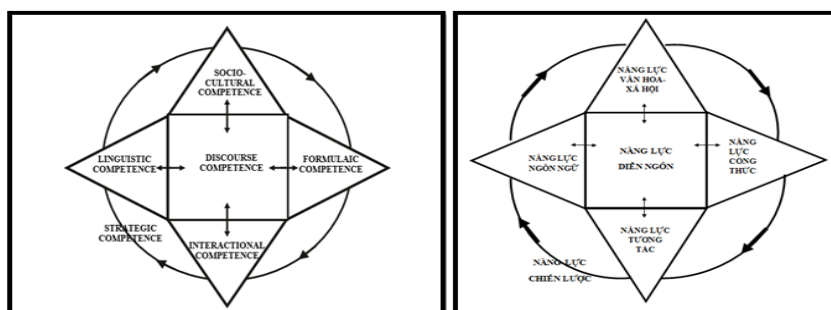 SOCIO-
CULTURAL
COMPETENCE
LINGUISTIC
COMPETENCE
DISCOURSE
COMPETENCE
FORMULAIC
COMPETENCE
STRATEGIC
COMPETENCE
INTERACTIONAL
COMPETENCE
NĂNG LỰC
VĂN HOA-
XÃ HỘI
NĂNG LỰC
NGÔN NGỮ
NĂNG LỰC
DIỄN NGÔN
NĂNG
LỰC
CÔNG
THỨC
NĂNG LỰC
TƯƠNG
TÁC
NĂNG LỰC
CHIẾN LƯỢC